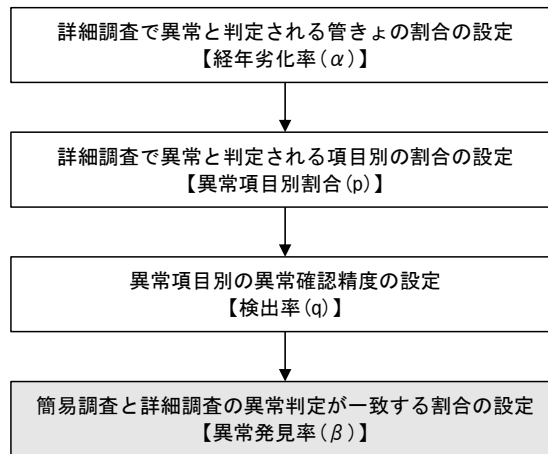 詳細調査で異常と判定される管きょの割合の設定
【経年劣化率(α)】
詳細調査で異常と判定される項目別の割合の設定
【異常項目別割合(p)】
異常項目別の異常確認精度の設定
【検出率(q)】
簡易調査と詳細調査の異常判定が一致する割合の設定
【異常発見率(β)】